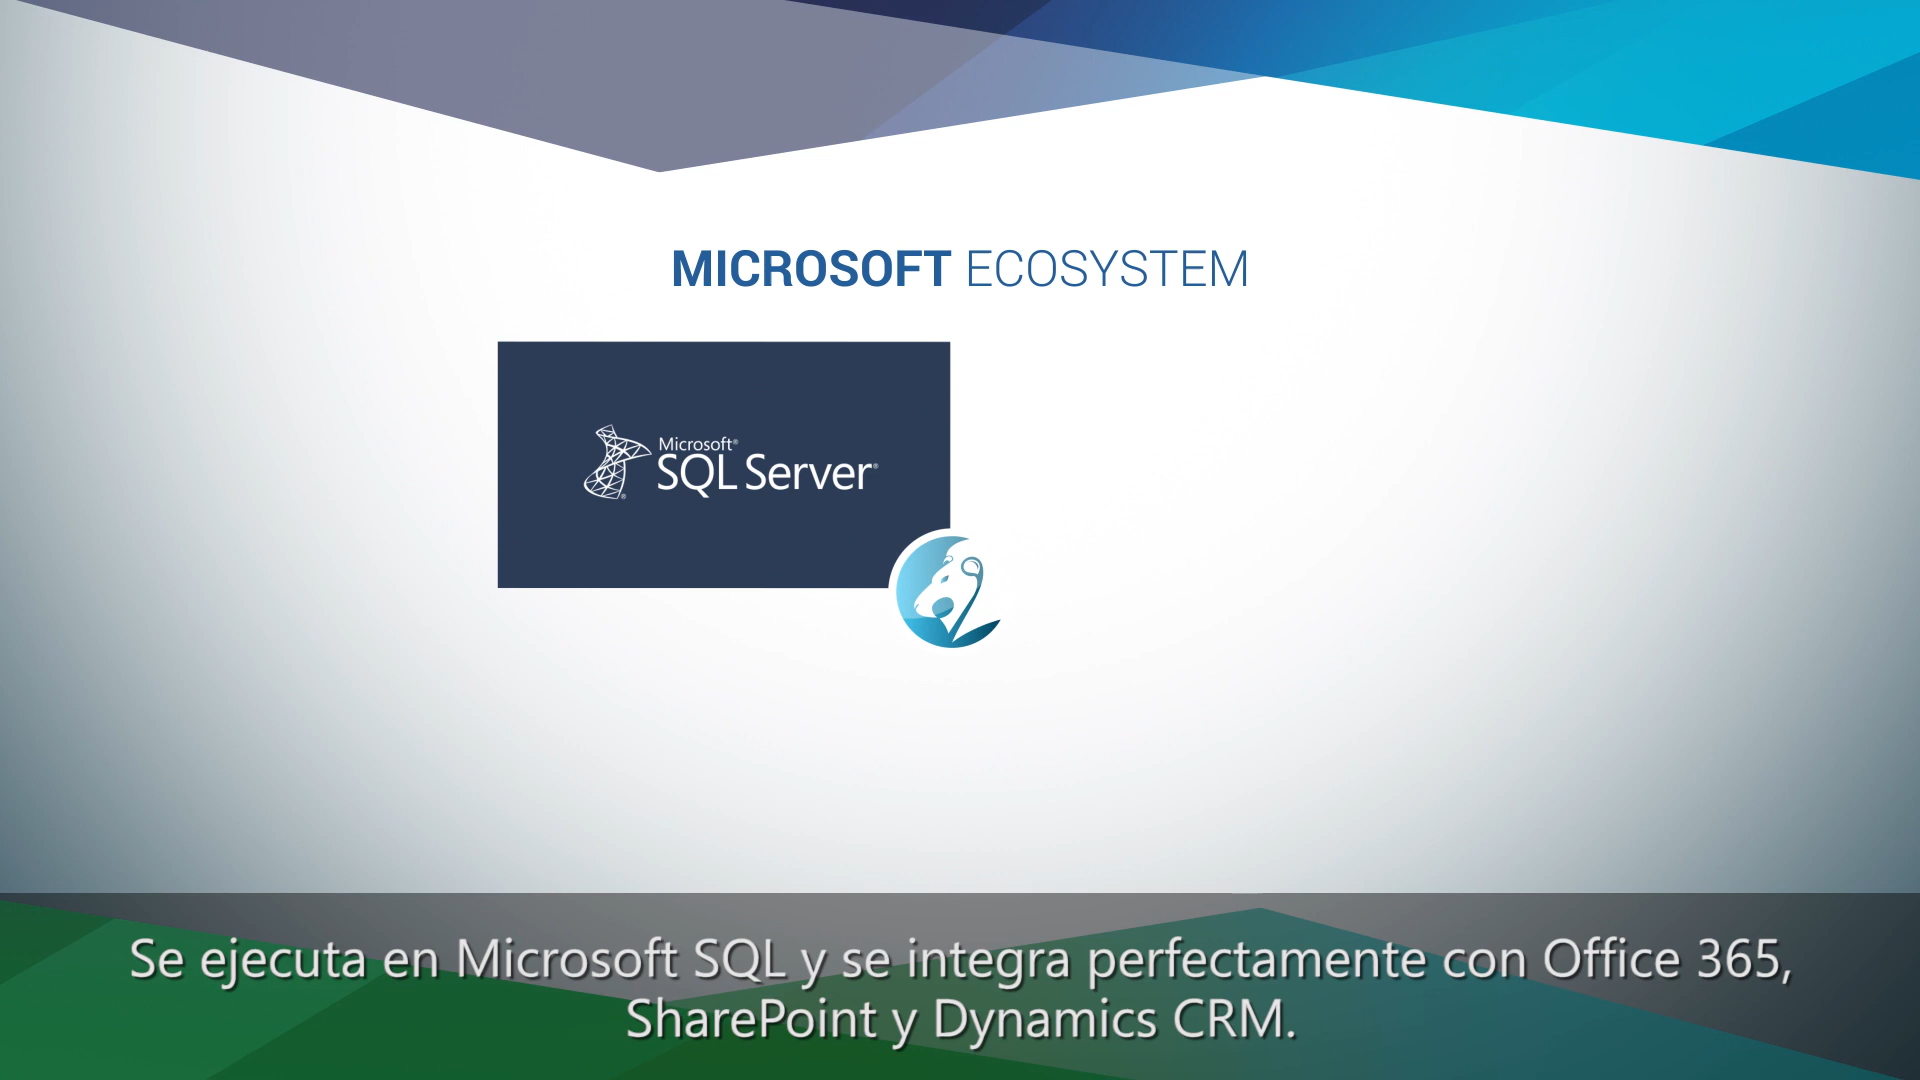 MICROSOFT ECOSYSTEM
Microsoft®
SQL Server®
Se ejecuta en Microsoft SQL y se integra perfectamente con Office 365,
SharePoint y Dynamics CRM.